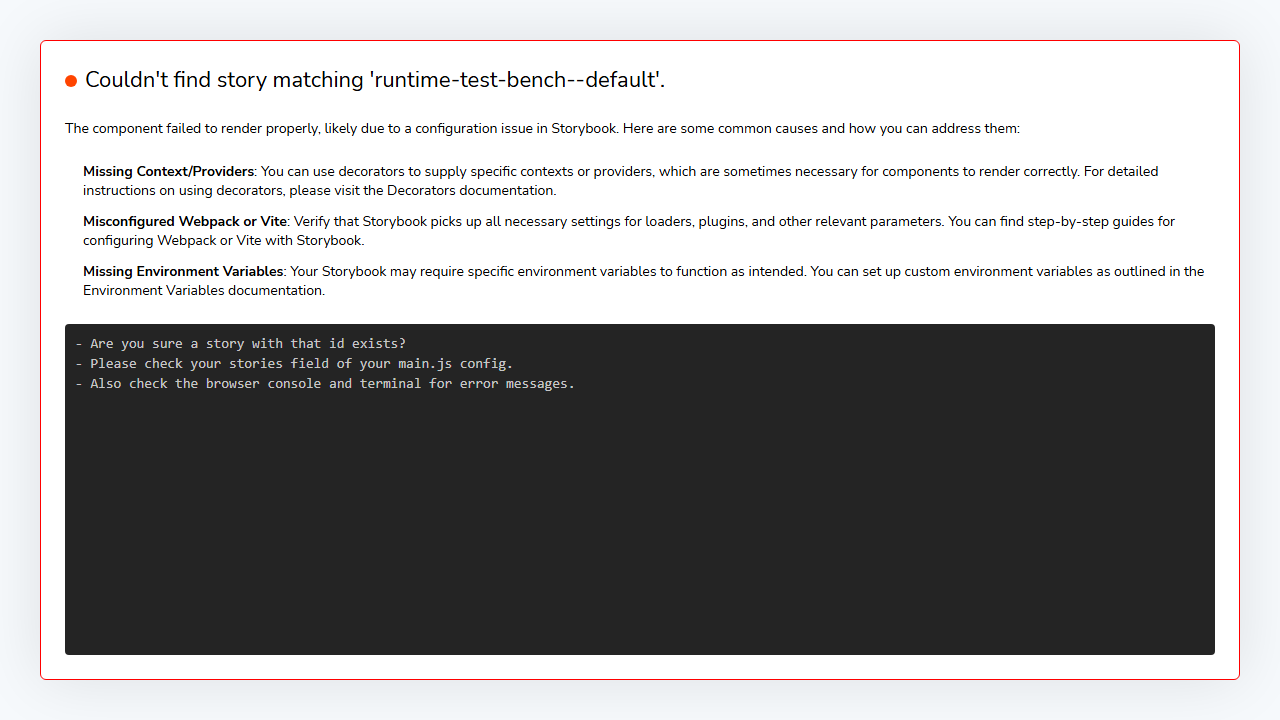 Couldn't find story matching 'runtime-test-bench--default'.
The component failed to render properly, likely due to a configuration issue in Storybook. Here are some common causes and how you can address them:
Missing Context/Providers: You can use decorators to supply specific contexts or providers, which are sometimes necessary for components to render correctly. For detailed
instructions on using decorators, please visit the Decorators documentation.
Misconfigured Webpack or Vite: Verify that Storybook picks up all necessary settings for loaders, plugins, and other relevant parameters. You can find step-by-step guides for
configuring Webpack or Vite with Storybook.
Missing Environment Variables: Your Storybook may require specific environment variables to function as intended. You can set up custom environment variables as outlined in the
Environment Variables documentation.
- Are you sure a story with that id exists?
- Please check your stories field of your main.js config.
- Also check the browser console and terminal for error messages.